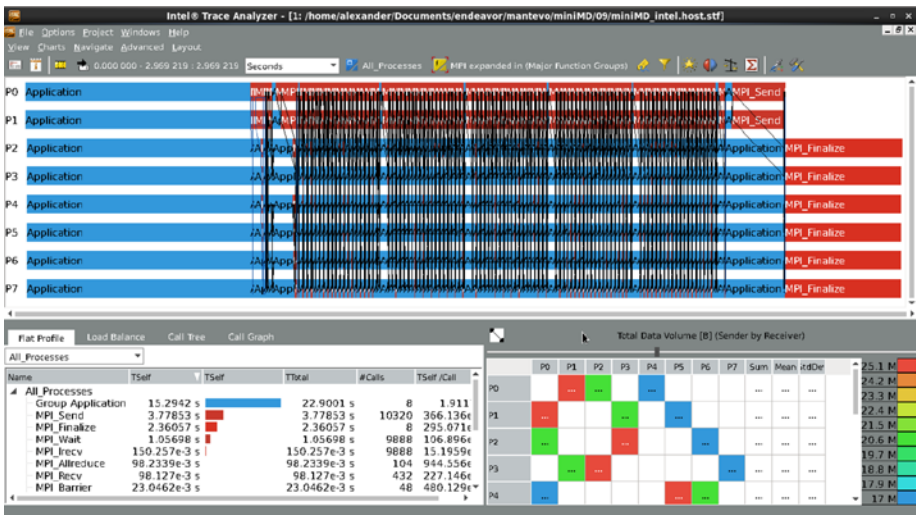 Intel® Trace Analyzer - [1: /home/alexander/Documents/endeavor/mantevo/miniMD/09/miniMD_intel.host.stf]
File Options Project Windows Help
View Charts Navigate Advanced Layout
0.000 000 - 2.969 219 : 2.969 219 Seconds All_Processes MPI expanded in (Major Function Groups)
P0 Application MPI_Send
P1 Application MPI_Send
P2 Application App Application MPI_Finalize
P3 Application App Application MPI_Finalize
P4 Application App Application MPI_Finalize
P5 Application App Application MPI_Finalize
P6 Application App Application MPI_Finalize
P7 Application App Application MPI_Finalize
Flat Profile Load Balance Call Tree Call Graph
All_Processes
Name TSelf TSelf TTotal #Calls TSelf /Call
All_Processes
Group Application 15.2942 s 22.9001 s 8 1.911
MPI_Send 3.77853 s 3.77853 s 10320 366.136e
MPI_Finalize 2.36057 s 2.36057 s 8 295.071e
MPI_Wait 1.05698 s 1.05698 s 9888 106.896e
MPI_Irecv 150.257e-3 s 150.257e-3 s 9888 15.1959e
MPI_Allreduce 98.2339e-3 s 98.2339e-3 s 104 944.556e
MPI_Recv 98.127e-3 s 98.127e-3 s 432 227.146e
MPI_Barrier 23.0462e-3 s 23.0462e-3 s 48 480.129e
Total Data Volume [B] (Sender by Receiver)
P0 P1 P2 P3 P4 P5 P6 P7 Sum Mean StdDev
P0 ... ... ... ... ... ...
P1 ... ... ... ... ... ...
P2 ... ... ... ... ... ...
P3 ... ... ... ... ... ...
P4 ... ... ... ... ... ...
25.1 M
24.2 M
23.3 M
22.4 M
21.5 M
20.6 M
19.7 M
18.8 M
17.9 M
17 M